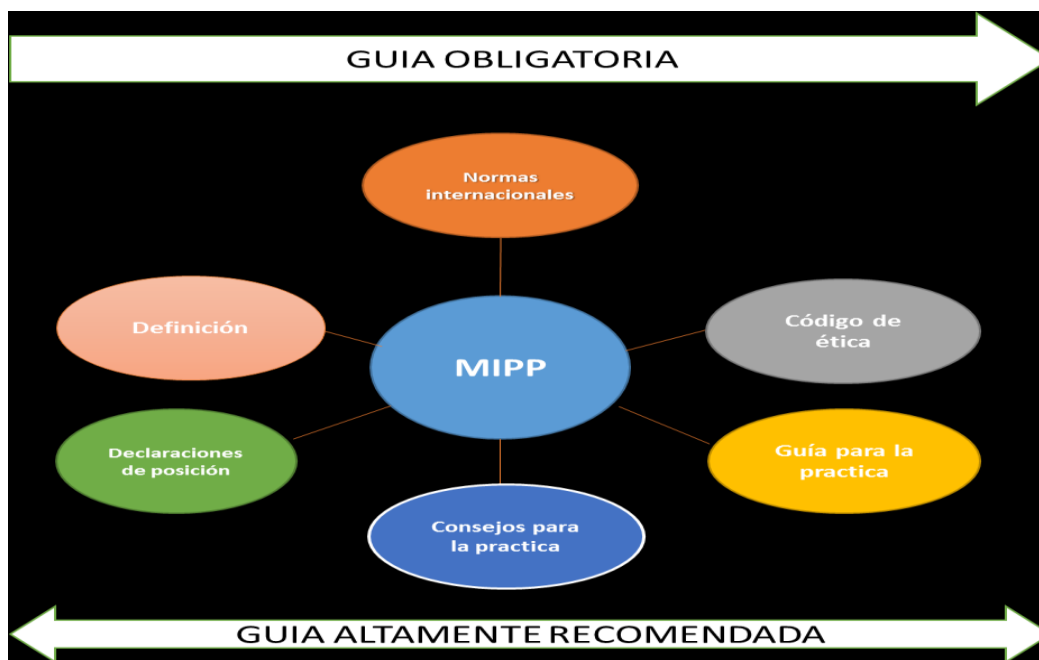 GUIA OBLIGATORIA
Normas
internacionales
Definición
Código de
ética
MIPP
Declaraciones
de posición
Guía para la
practica
Consejos para
la practica
GUIA ALTAMENTE RECOMENDADA